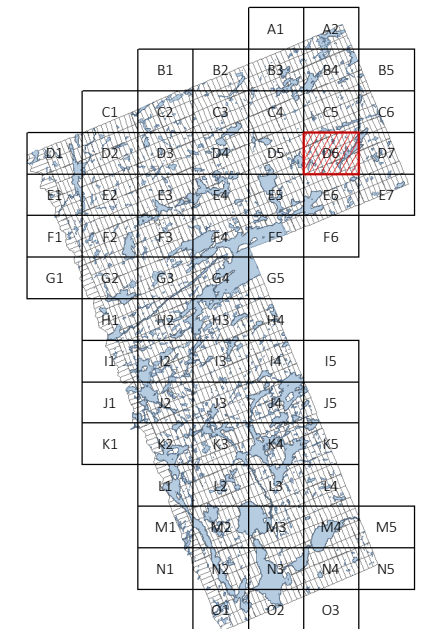 A1 A2
B1 B2 B3 B4 B5
C1 C2 C3 C4 C5 C6
D1 D2 D3 D4 D5 D6 D7
E1 E2 E3 E4 E5 E6 E7
F1 F2 F3 F4 F5 F6
G1 G2 G3 G4 G5
H1 H2 H3 H4
I1 I2 I3 I4 I5
J1 J2 J3 J4 J5
K1 K2 K3 K4 K5
L1 L2 L3 L4
M1 M2 M3 M4 M5
N1 N2 N3 N4 N5
O1 O2 O3